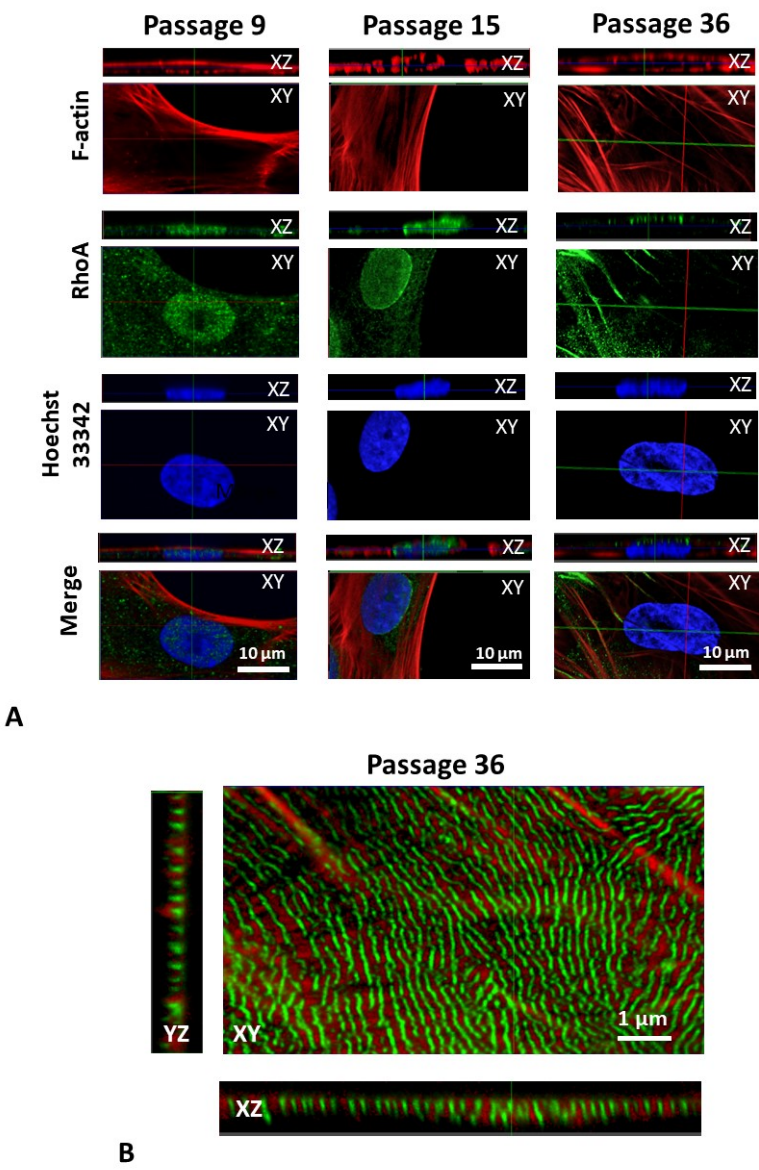 Passage 9 Passage 15 Passage 36
F-actin
XZ XZ XZ
XY XY XY
RhoA
XZ XZ XZ
XY XY XY
Hoechst
33342
XZ XZ XZ
XY XY XY
Merge
XZ XZ XZ
XY XY XY
10 µm 10 µm 10 µm
A
Passage 36
YZ XY 1 µm
XZ
B